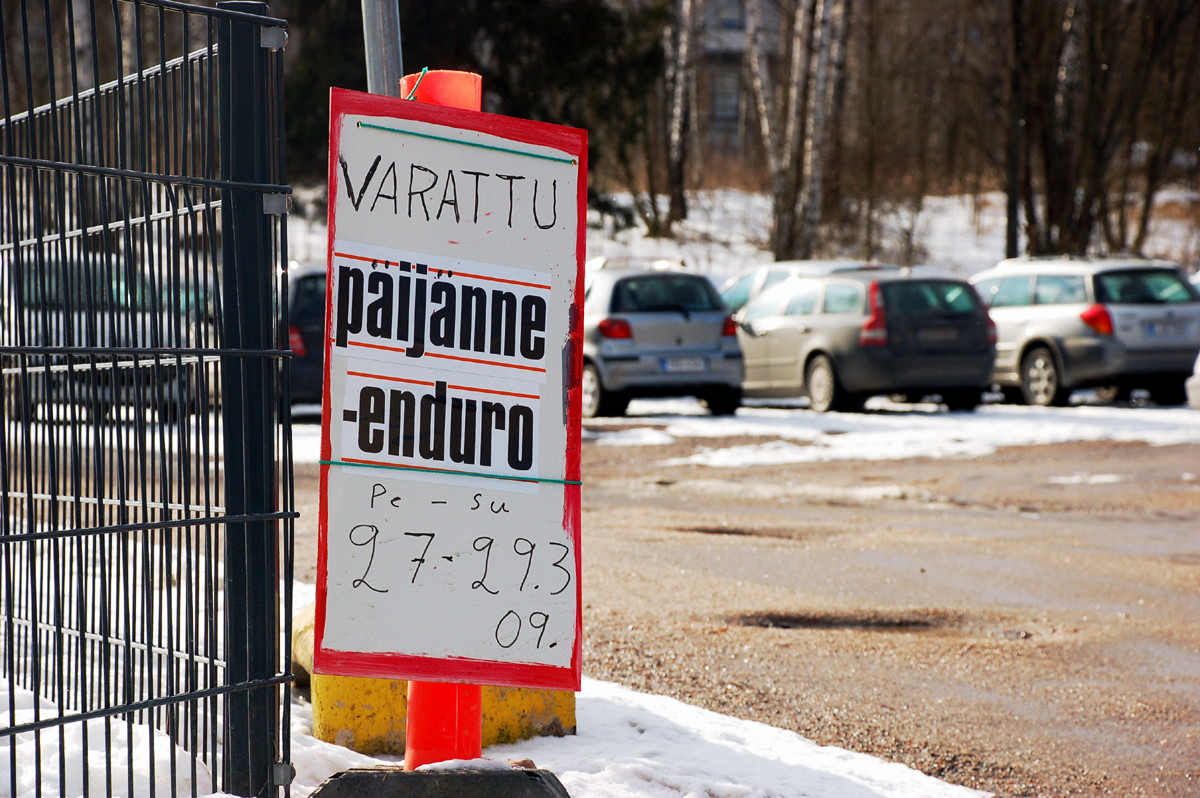 VARATTU
päijänne
-enduro
Pe - su
27.-29.3
09.